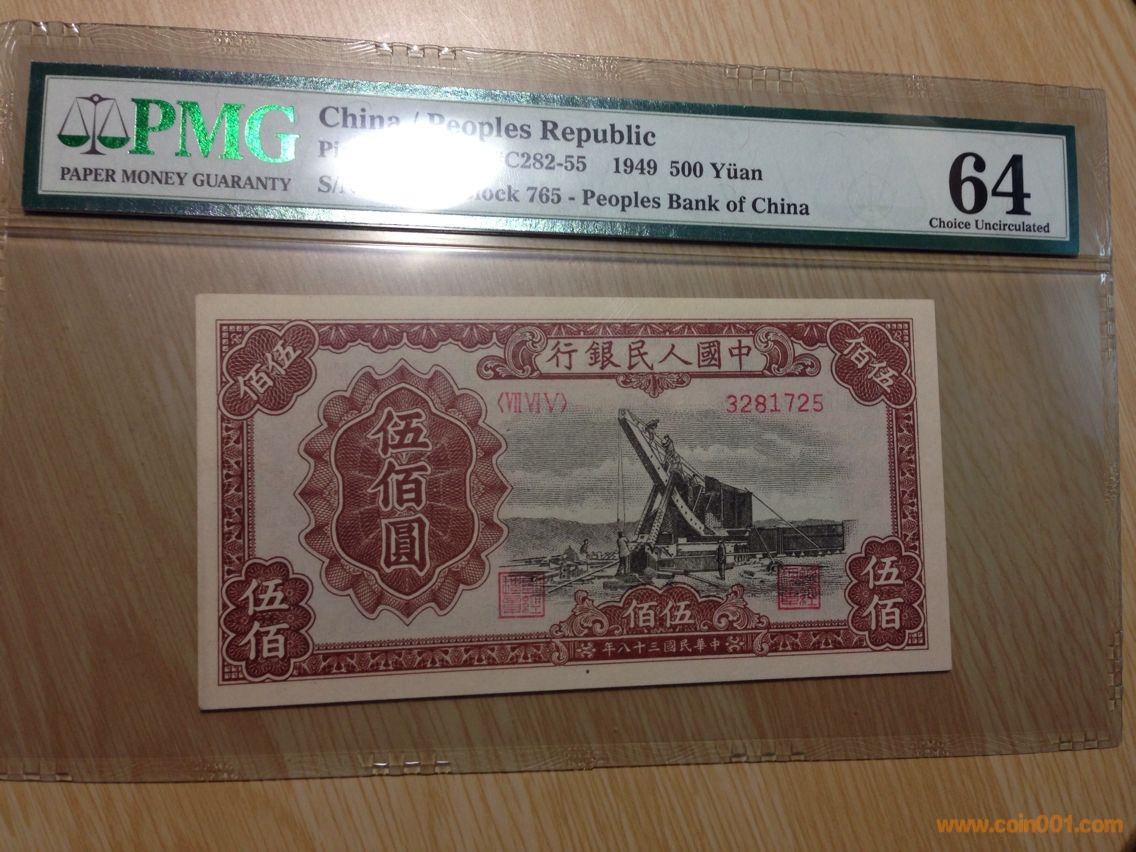 PMG
PAPER MONEY GUARANTY
China / Peoples Republic
C282-55 1949 500 Yüan
Block 765 - Peoples Bank of China
64
Choice Uncirculated
行銀民人國中
佰伍
佰伍
〈VII VI V〉
3281725
伍佰圓
伍佰
佰伍
伍佰
年八十三國民華中
www.coin001.com